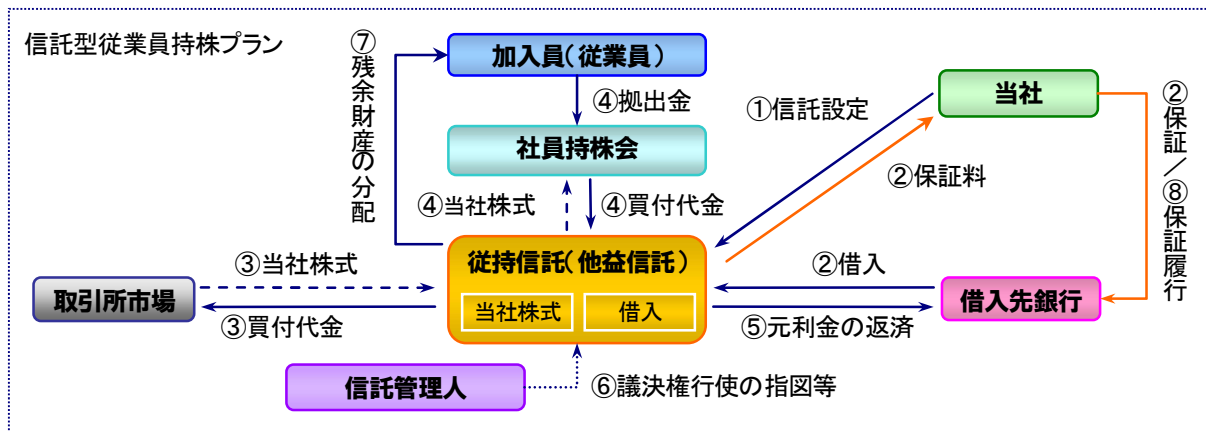 信託型従業員持株プラン
⑦残余財産の分配
加入員(従業員)
④拠出金
社員持株会
①信託設定
当社
②保証料
②保証／⑧保証履行
④当社株式
④買付代金
③当社株式
従持信託(他益信託)
②借入
取引所市場
当社株式
借入
借入先銀行
③買付代金
⑤元利金の返済
信託管理人
⑥議決権行使の指図等